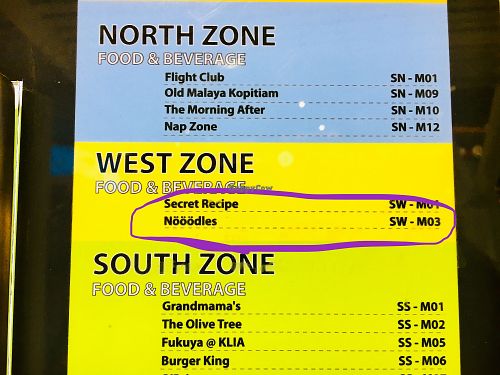 NORTH ZONE
FOOD & BEVERAGE
Flight Club SN - M01
Old Malaya Kopitiam SN - M09
The Morning After SN - M10
Nap Zone SN - M12
WEST ZONE
FOOD & BEVERAGE
Secret Recipe SW - M01
Nööödles SW - M03
SOUTH ZONE
FOOD & BEVERAGE
Grandmama's SS - M01
The Olive Tree SS - M02
Fukuya @ KLIA SS - M05
Burger King SS - M06